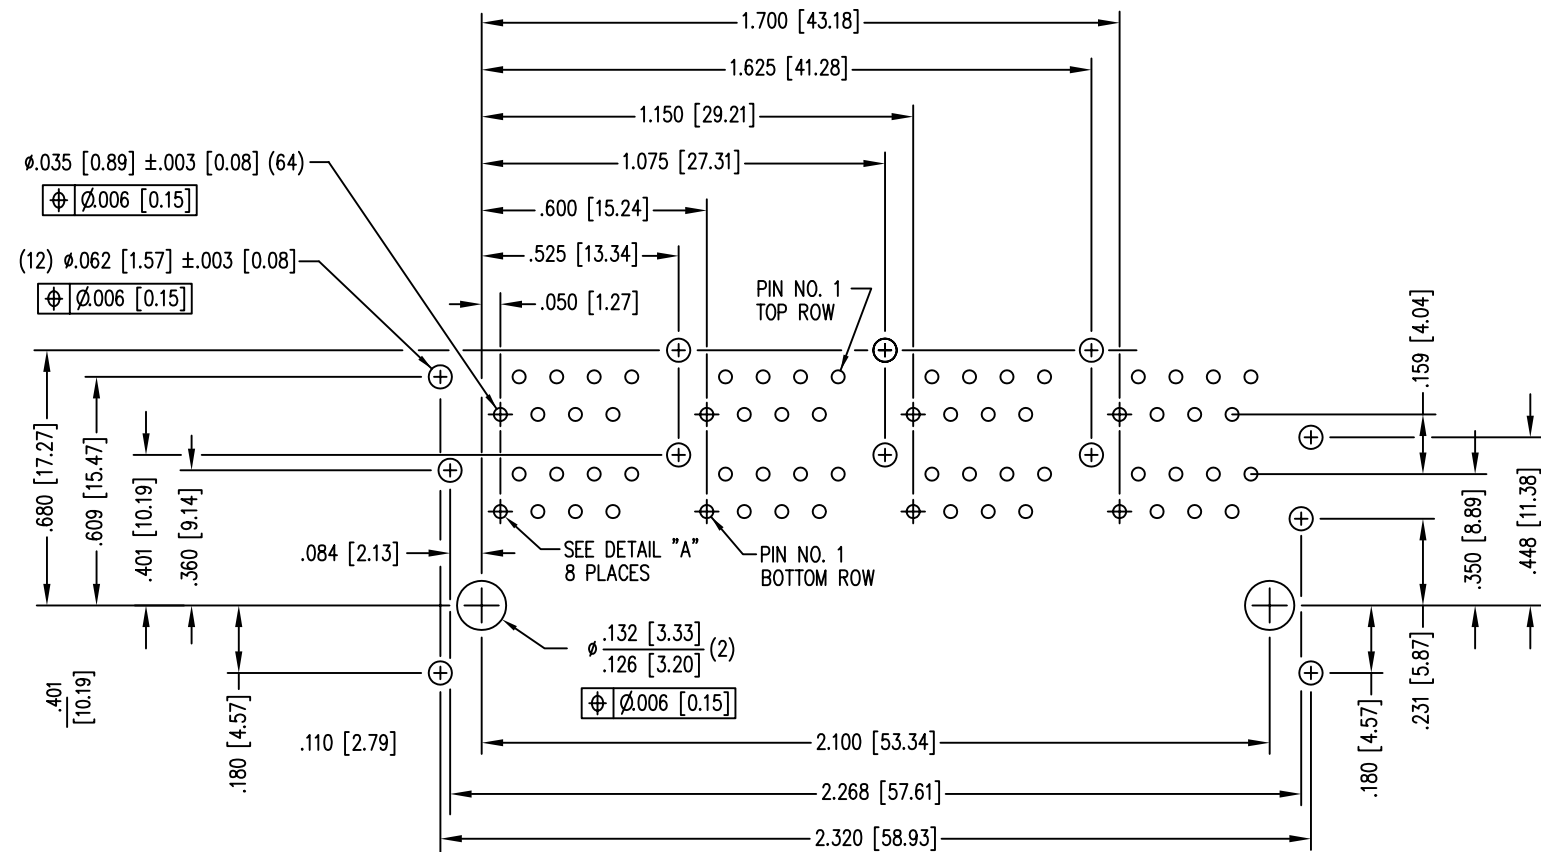 1.700 [43.18]
1.625 [41.28]
1.150 [29.21]
1.075 [27.31]
ø.035 [0.89] ±.003 [0.08] (64)
⌖ Ø.006 [0.15]
.600 [15.24]
(12) ø.062 [1.57] ±.003 [0.08]
⌖ Ø.006 [0.15]
.525 [13.34]
.050 [1.27]
PIN NO. 1
TOP ROW
.159 [4.04]
.680 [17.27]
.609 [15.47]
.401 [10.19]
.360 [9.14]
.084 [2.13]
SEE DETAIL "A"
8 PLACES
PIN NO. 1
BOTTOM ROW
.350 [8.89]
.448 [11.38]
ø .132 [3.33]
.126 [3.20] (2)
⌖ Ø.006 [0.15]
.401
[10.19]
.180 [4.57]
.110 [2.79]
.231 [5.87]
.180 [4.57]
2.100 [53.34]
2.268 [57.61]
2.320 [58.93]